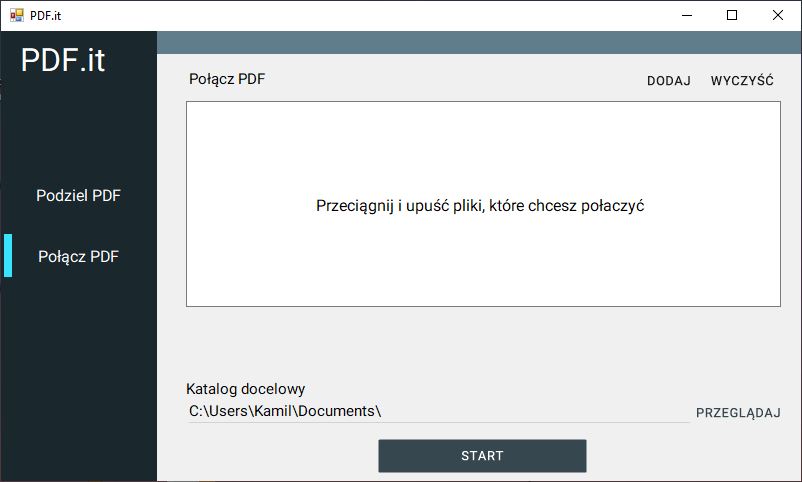 PDF.it
PDF.it
Połącz PDF
DODAJ
WYCZYŚĆ
Przeciągnij i upuść pliki, które chcesz połaczyć
Podziel PDF
Połącz PDF
Katalog docelowy
C:\Users\Kamil\Documents\
PRZEGLĄDAJ
START